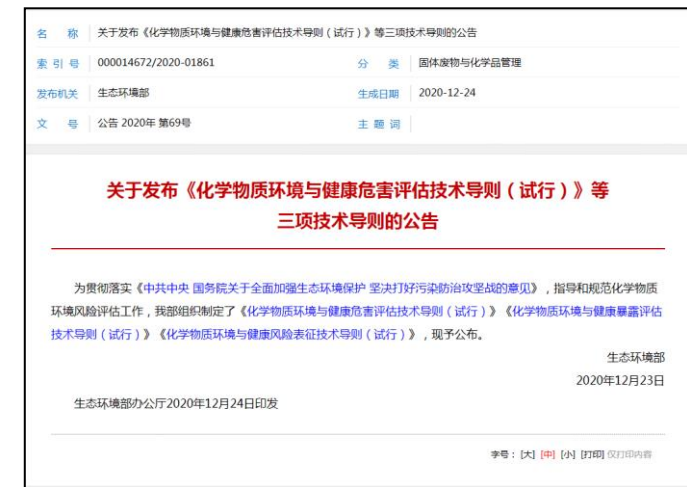 名 称 关于发布《化学物质环境与健康危害评估技术导则（试行）》等三项技术导则的公告
索 引 号 000014672/2020-01861 分 类 固体废物与化学品管理
发布机关 生态环境部 生成日期 2020-12-24
文 号 公告 2020年 第69号 主 题 词
关于发布《化学物质环境与健康危害评估技术导则（试行）》等
三项技术导则的公告
为贯彻落实《中共中央 国务院关于全面加强生态环境保护 坚决打好污染防治攻坚战的意见》，指导和规范化学物质
环境风险评估工作，我部组织制定了《化学物质环境与健康危害评估技术导则（试行）》《化学物质环境与健康暴露评估
技术导则（试行）》《化学物质环境与健康风险表征技术导则（试行）》，现予公布。
生态环境部
2020年12月23日
生态环境部办公厅2020年12月24日印发
字号：[大] [中] [小] [打印] 仅打印内容